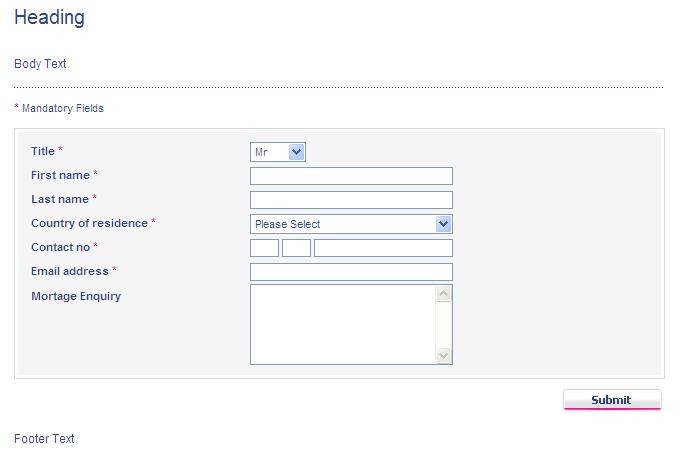 Heading
Body Text
* Mandatory Fields
Title * Mr
First name *
Last name *
Country of residence * Please Select
Contact no *
Email address *
Mortage Enquiry
Submit
Footer Text